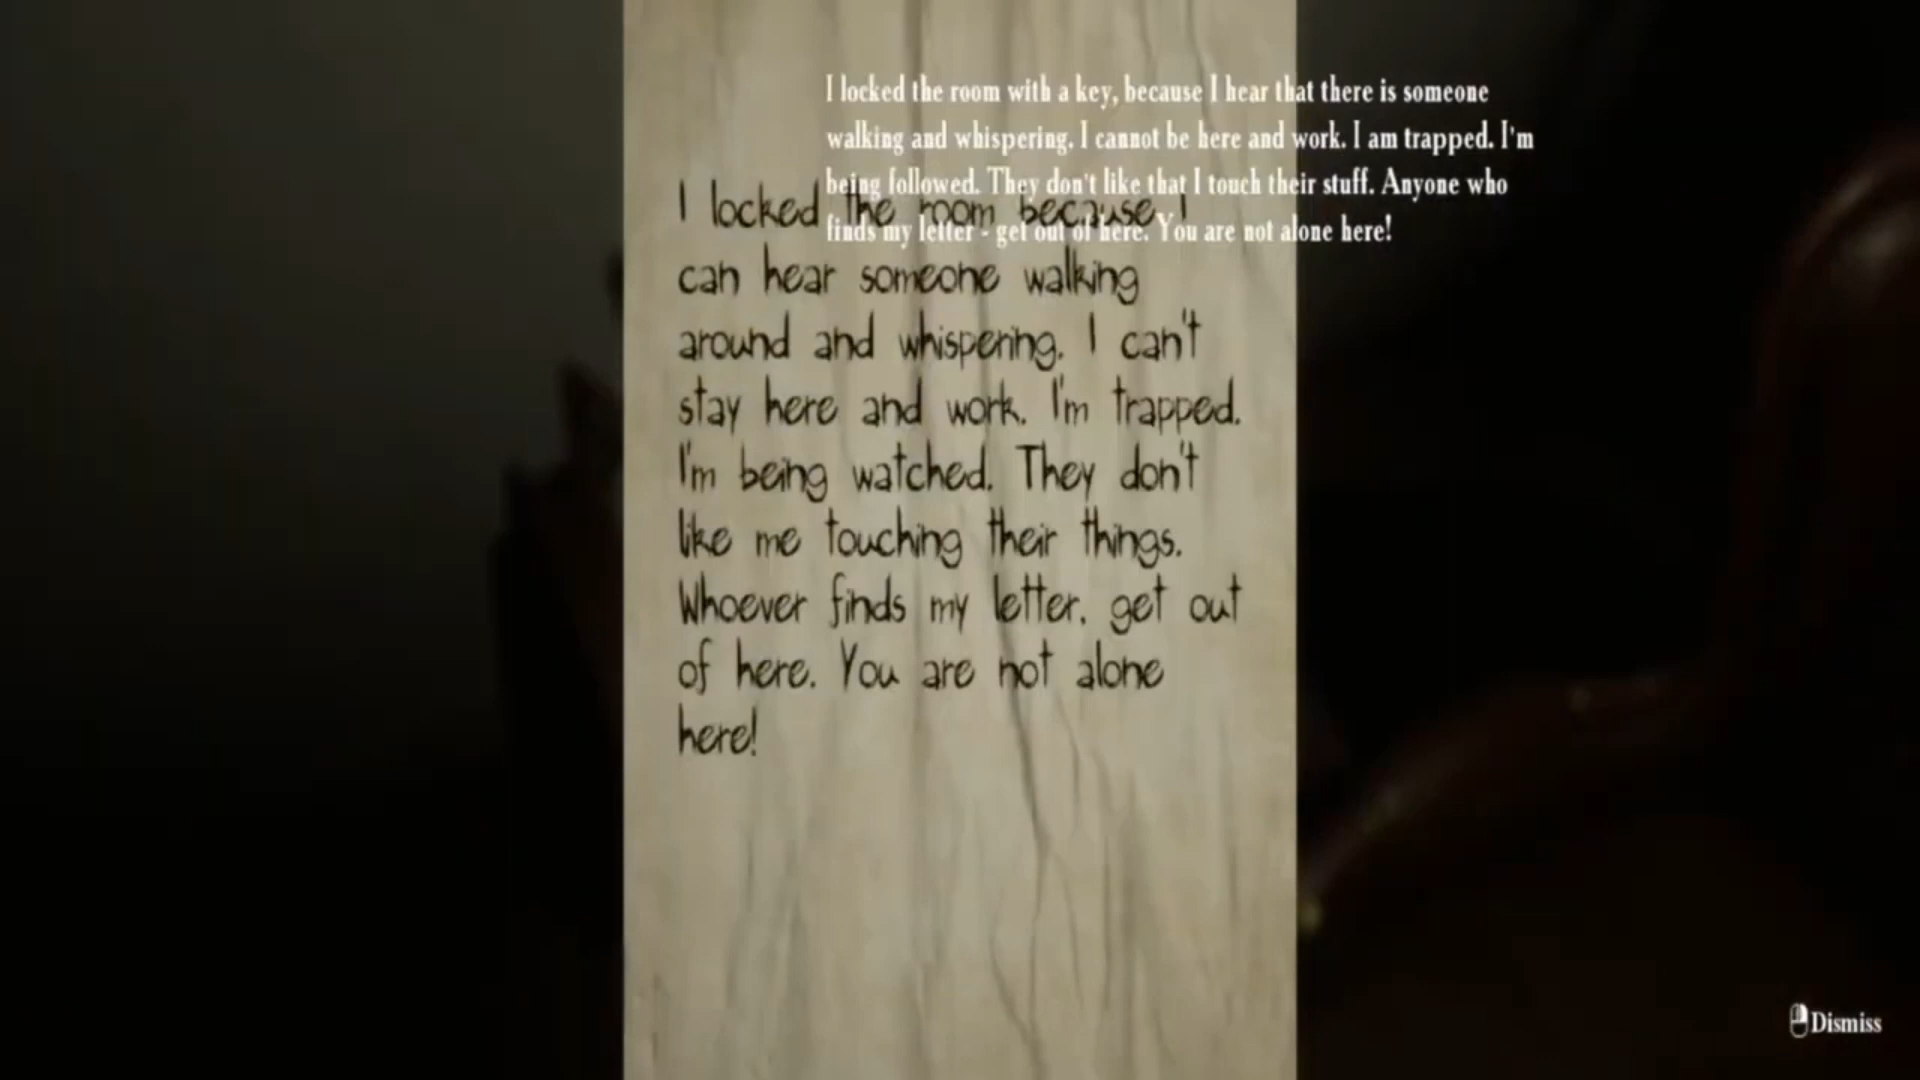 I locked the room with a key, because I hear that there is someone
walking and whispering. I cannot be here and work. I am trapped. I'm
being followed. They don't like that I touch their stuff. Anyone who
finds my letter - get out of here. You are not alone here!
I locked the room because I
can hear someone walking
around and whispering. I can't
stay here and work. I'm trapped.
I'm being watched. They don't
like me touching their things.
Whoever finds my letter, get out
of here. You are not alone
here!
Dismiss